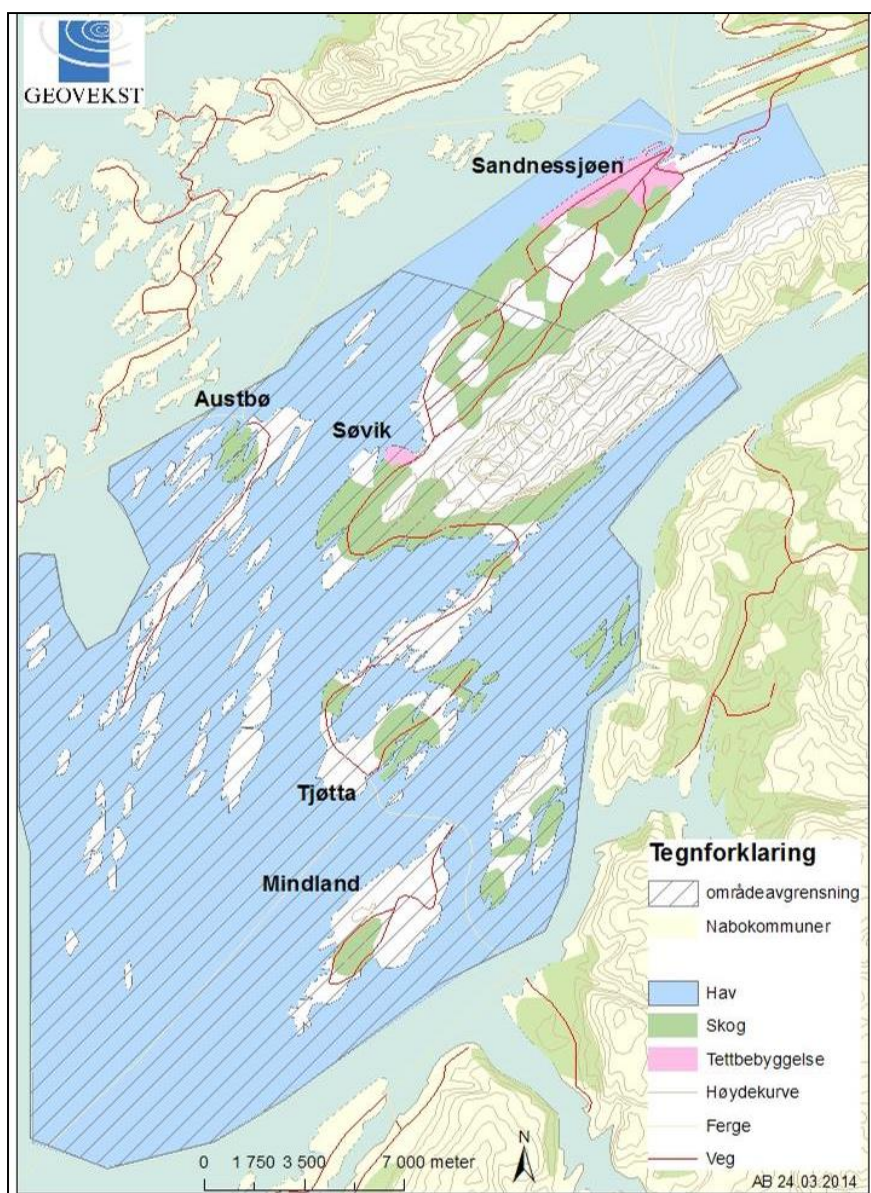 GEOVEKST
Sandnessjøen
Austbø
Søvik
Tjøtta
Mindland
Tegnforklaring
områdeavgrensning
Nabokommuner
Hav
Skog
Tettbebyggelse
Høydekurve
Ferge
Veg
N
0 1 750 3 500 7 000 meter
AB 24.03.2014